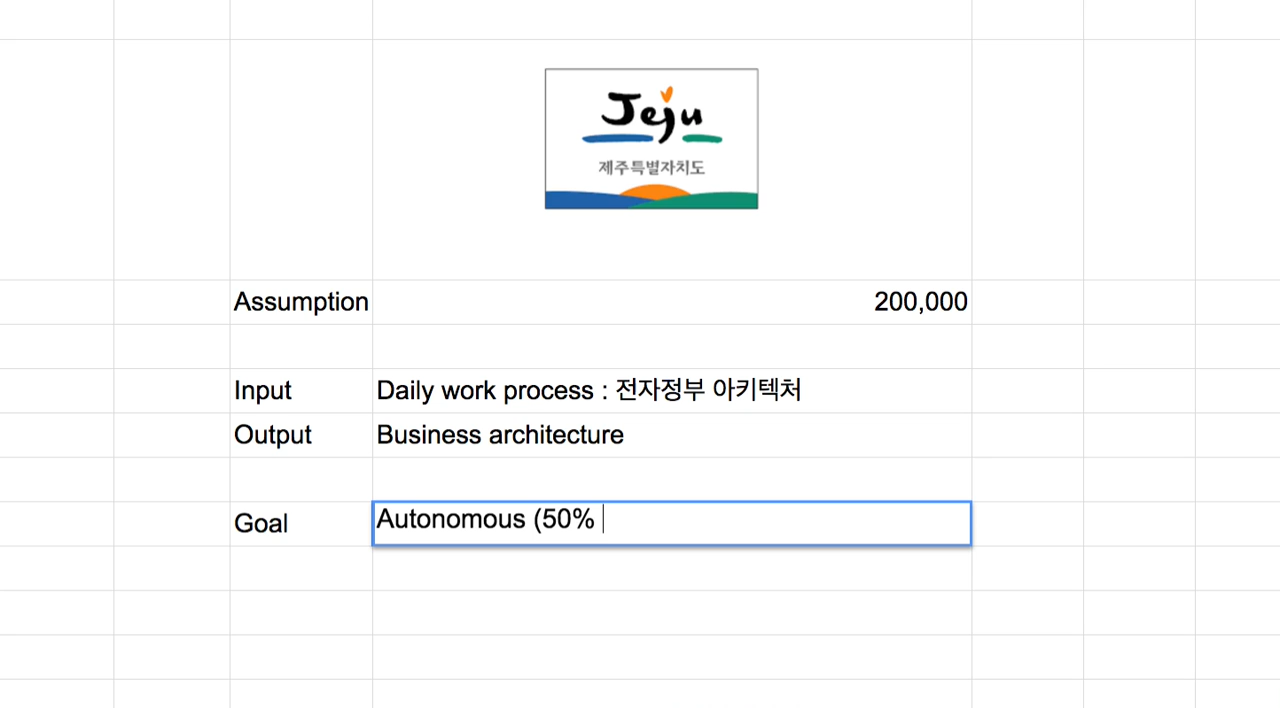 Jeju
제주특별자치도
Assumption 200,000
Input Daily work process : 전자정부 아키텍처
Output Business architecture
Goal Autonomous (50%